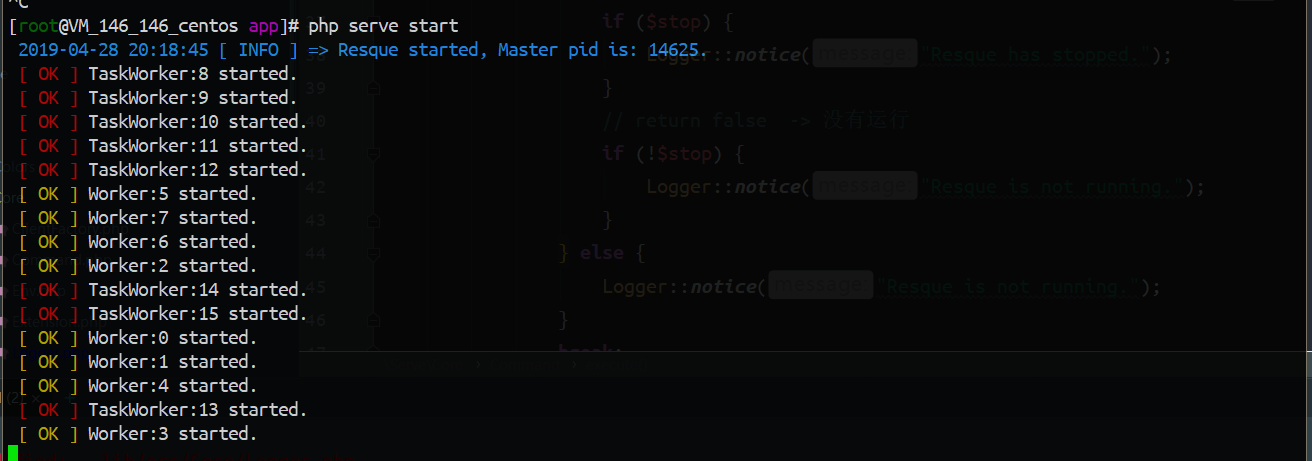 ^C
[root@VM_146_146_centos app]# php serve start
2019-04-28 20:18:45 [ INFO ] => Resque started, Master pid is: 14625.
[ OK ] TaskWorker:8 started.
[ OK ] TaskWorker:9 started.
[ OK ] TaskWorker:10 started.
[ OK ] TaskWorker:11 started.
[ OK ] TaskWorker:12 started.
[ OK ] Worker:5 started.
[ OK ] Worker:7 started.
[ OK ] Worker:6 started.
[ OK ] Worker:2 started.
[ OK ] TaskWorker:14 started.
[ OK ] TaskWorker:15 started.
[ OK ] Worker:0 started.
[ OK ] Worker:1 started.
[ OK ] Worker:4 started.
[ OK ] TaskWorker:13 started.
[ OK ] Worker:3 started.
if ($stop) {
Logger::notice( message "Resque has stopped.");
39 }
40 // return false -> 没有运行
41 if (!$stop) {
42 Logger::notice( message "Resque is not running.");
43 }
44 } else {
45 Logger::notice( message "Resque is not running.");
46 }
break;